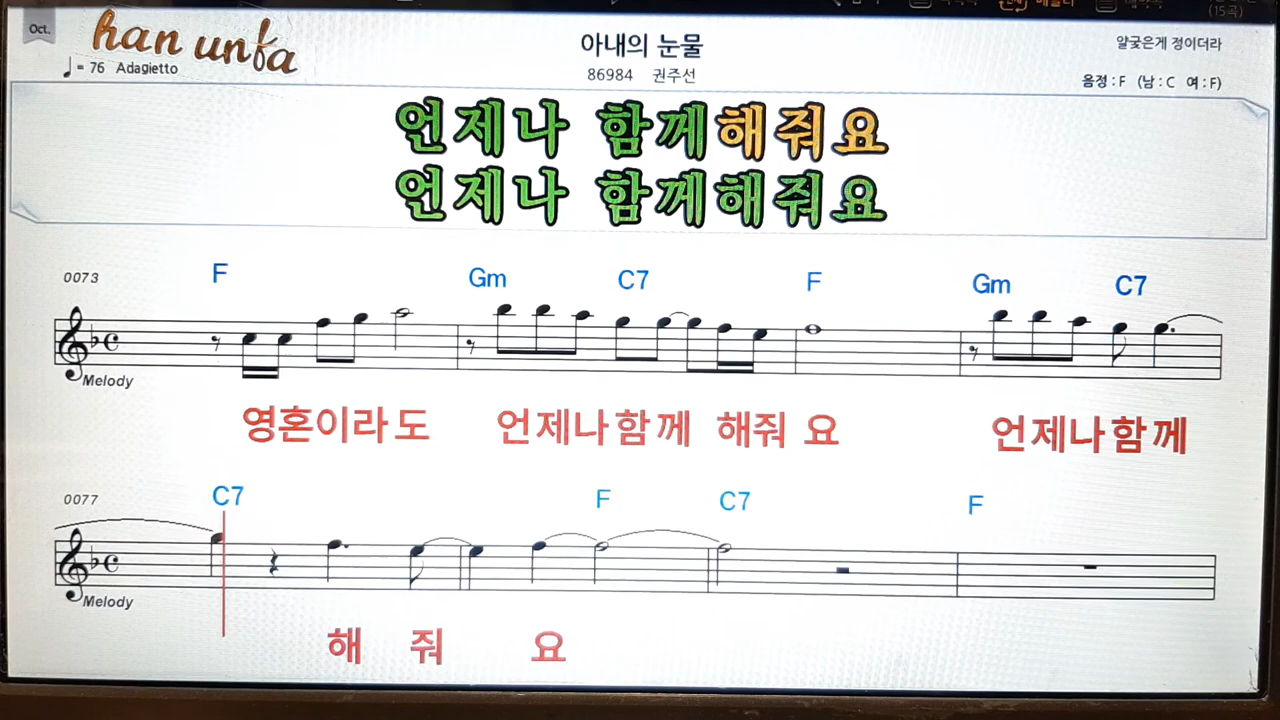 (15곡)
Oct.
han unfa
아내의 눈물
얄궂은게 정이더라
♩ = 76 Adagietto
86984 권주선
음정 : F (남 : C 여 : F)
언제나 함께해줘요
언제나 함께해줘요
0073 F Gm C7 F Gm C7
Melody
영혼이라도 언제나함께 해줘 요 언제나함께
0077 C7 F C7 F
Melody
해 줘 요